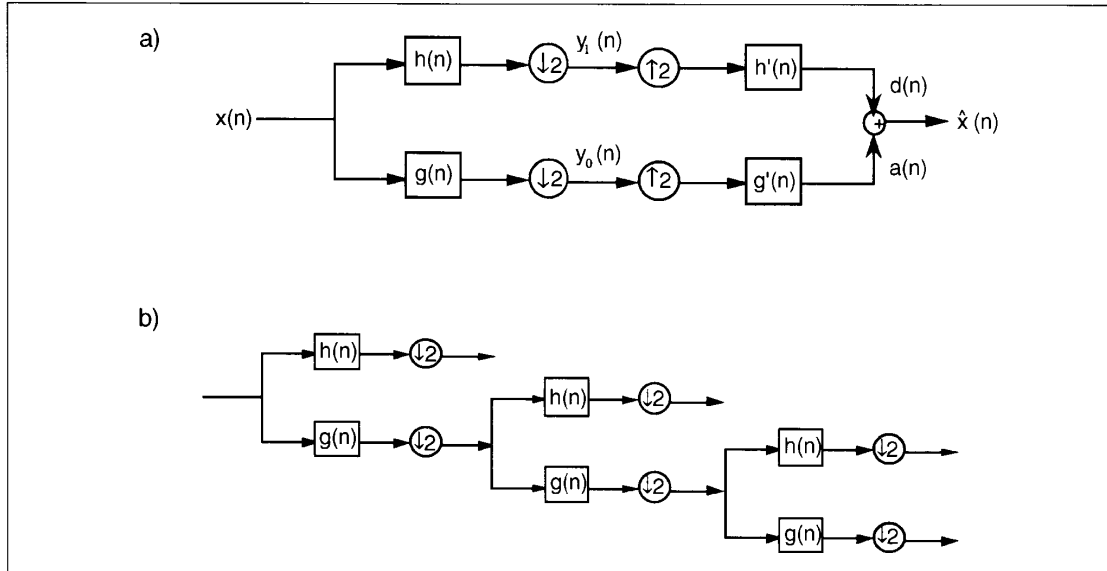 a)
h(n) ↓2 y₁(n) ↑2 h'(n)
d(n)
x(n) + x̂(n)
a(n)
g(n) ↓2 y₀(n) ↑2 g'(n)
b)
h(n) ↓2
h(n) ↓2
g(n) ↓2
h(n) ↓2
g(n) ↓2
g(n) ↓2